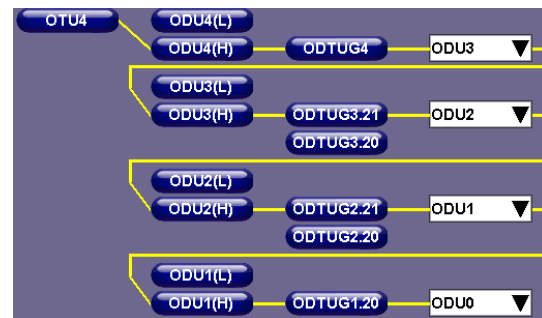 OTU4 ODU4(L)
ODU4(H) ODTUG4 ODU3
ODU3(L)
ODU3(H) ODTUG3.21 ODU2
ODTUG3.20
ODU2(L)
ODU2(H) ODTUG2.21 ODU1
ODTUG2.20
ODU1(L)
ODU1(H) ODTUG1.20 ODU0